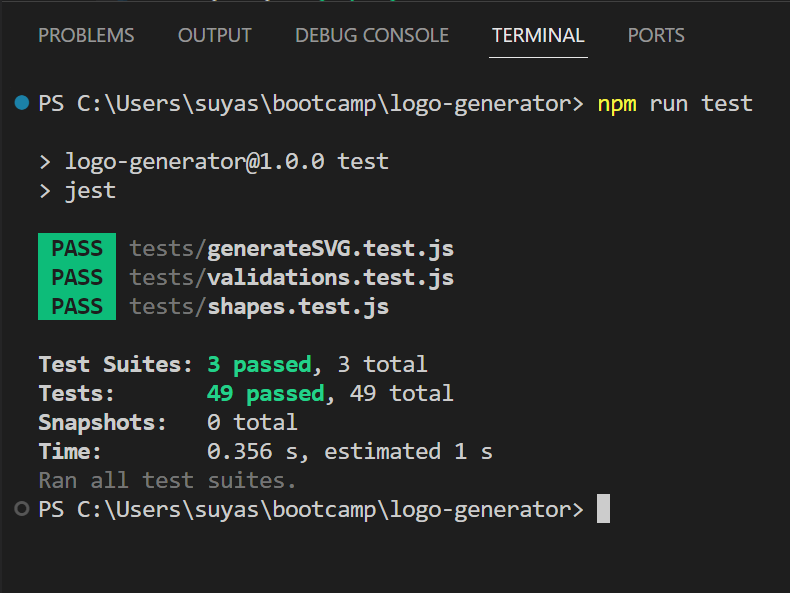 PROBLEMS OUTPUT DEBUG CONSOLE TERMINAL PORTS
PS C:\Users\suyas\bootcamp\logo-generator> npm run test
> logo-generator@1.0.0 test
> jest
PASS tests/generateSVG.test.js
PASS tests/validations.test.js
PASS tests/shapes.test.js
Test Suites: 3 passed, 3 total
Tests: 49 passed, 49 total
Snapshots: 0 total
Time: 0.356 s, estimated 1 s
Ran all test suites.
PS C:\Users\suyas\bootcamp\logo-generator>